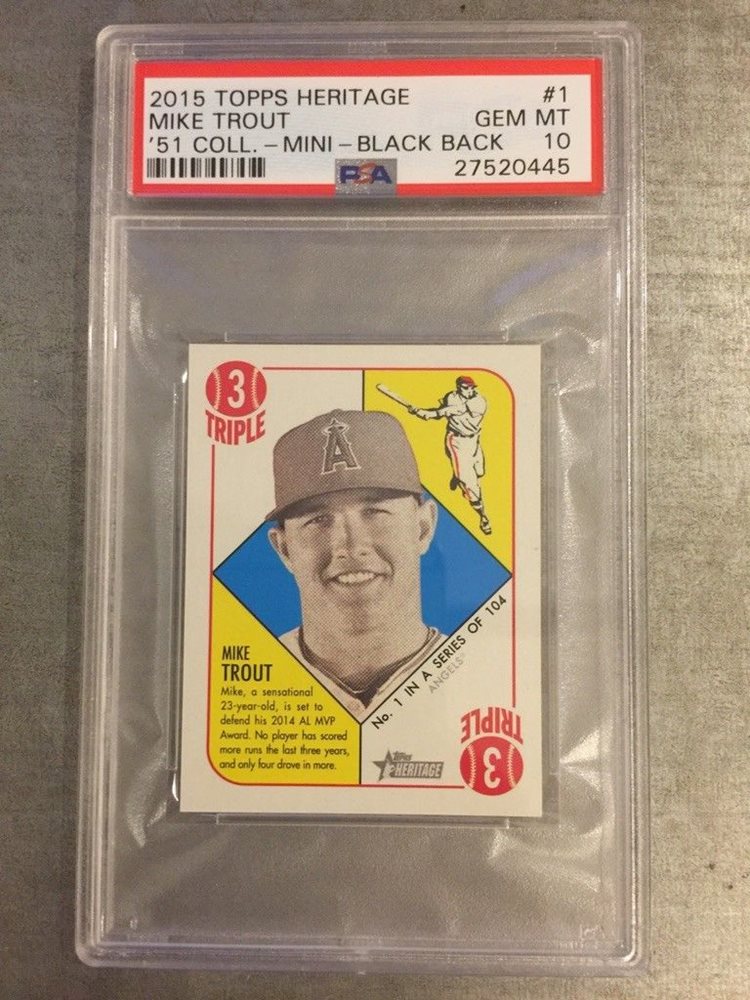 2015 TOPPS HERITAGE #1
MIKE TROUT GEM MT
'51 COLL. – MINI – BLACK BACK 10
PSA 27520445
3
TRIPLE
A
MIKE
TROUT
Mike, a sensational
23-year-old, is set to
defend his 2014 AL MVP
Award. No player has scored
more runs the last three years,
and only four drove in more.
No. 1 IN A SERIES OF 104
ANGELS®
Topps
HERITAGE
TRIPLE
3